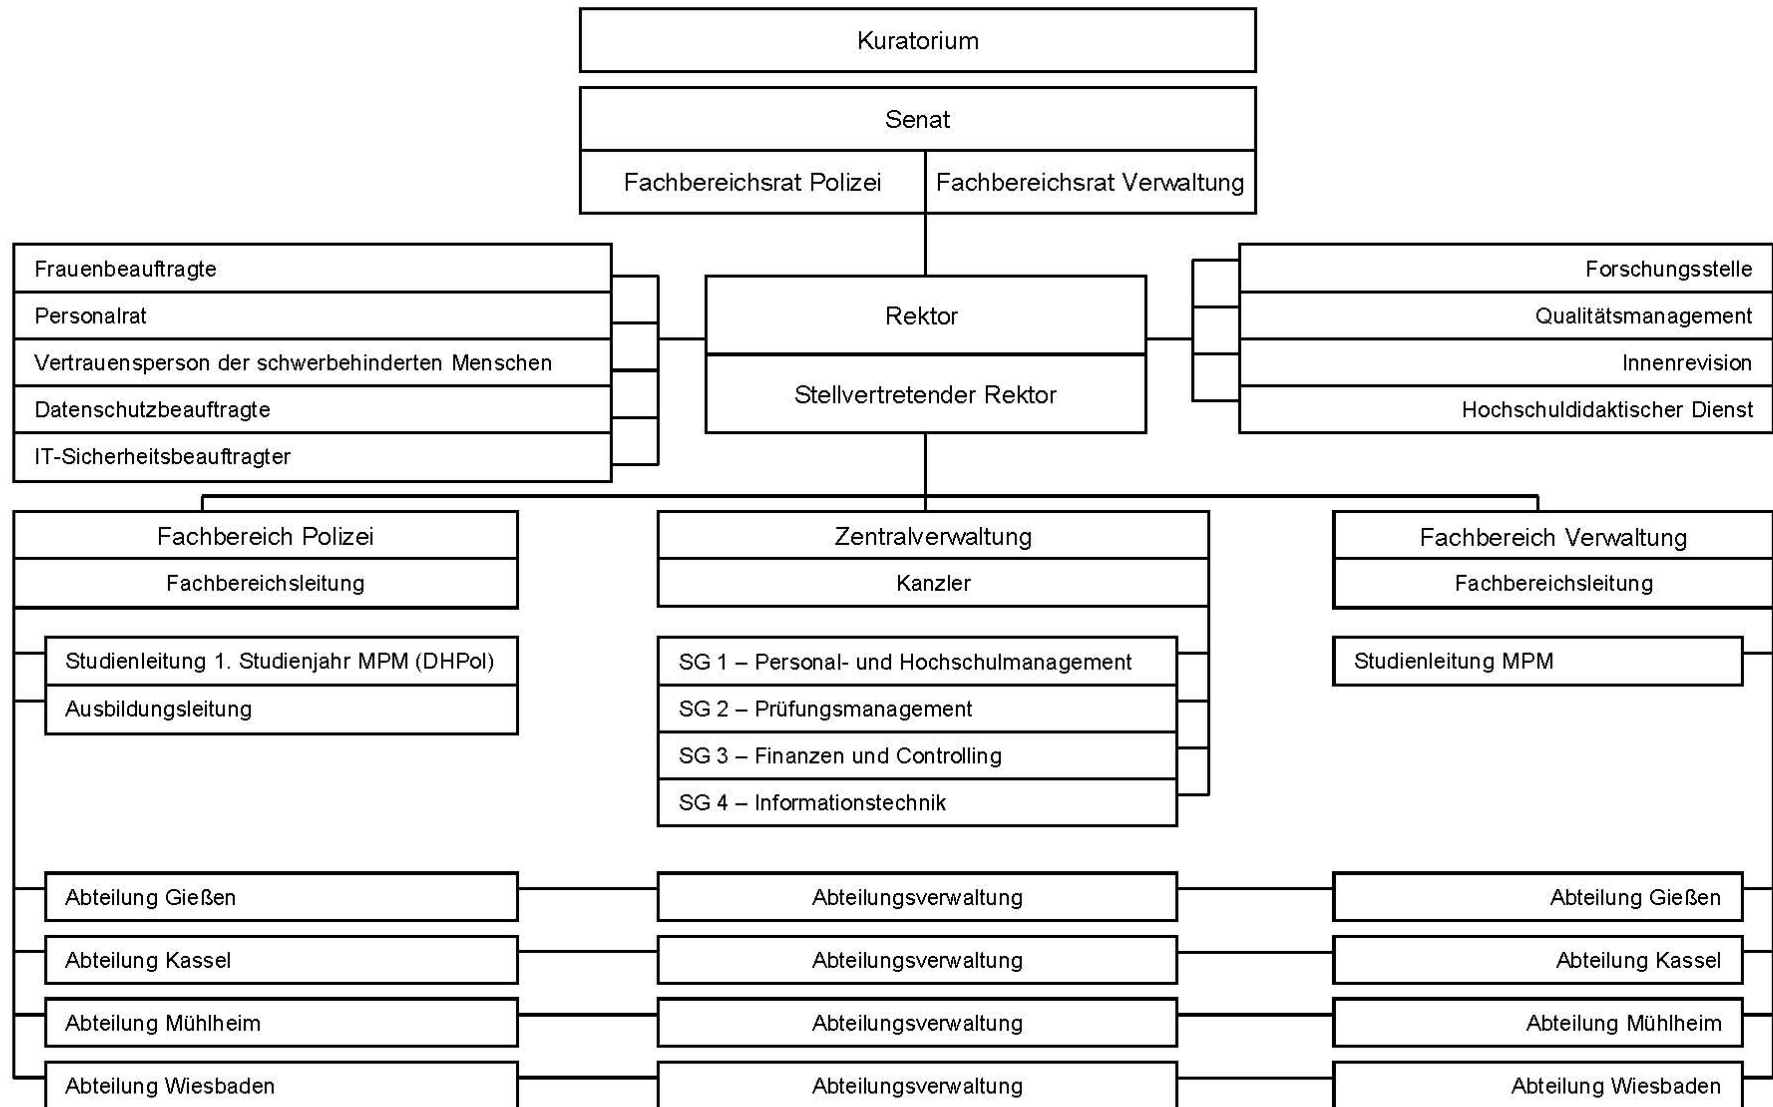 Kuratorium
Senat
Fachbereichsrat Polizei
Fachbereichsrat Verwaltung
Frauenbeauftragte
Personalrat
Vertrauensperson der schwerbehinderten Menschen
Datenschutzbeauftragte
IT-Sicherheitsbeauftragter
Rektor
Stellvertretender Rektor
Forschungsstelle
Qualitätsmanagement
Innenrevision
Hochschuldidaktischer Dienst
Fachbereich Polizei
Fachbereichsleitung
Studienleitung 1. Studienjahr MPM (DHPol)
Ausbildungsleitung
Zentralverwaltung
Kanzler
SG 1 – Personal- und Hochschulmanagement
SG 2 – Prüfungsmanagement
SG 3 – Finanzen und Controlling
SG 4 – Informationstechnik
Fachbereich Verwaltung
Fachbereichsleitung
Studienleitung MPM
Abteilung Gießen
Abteilungsverwaltung
Abteilung Gießen
Abteilung Kassel
Abteilungsverwaltung
Abteilung Kassel
Abteilung Mühlheim
Abteilungsverwaltung
Abteilung Mühlheim
Abteilung Wiesbaden
Abteilungsverwaltung
Abteilung Wiesbaden